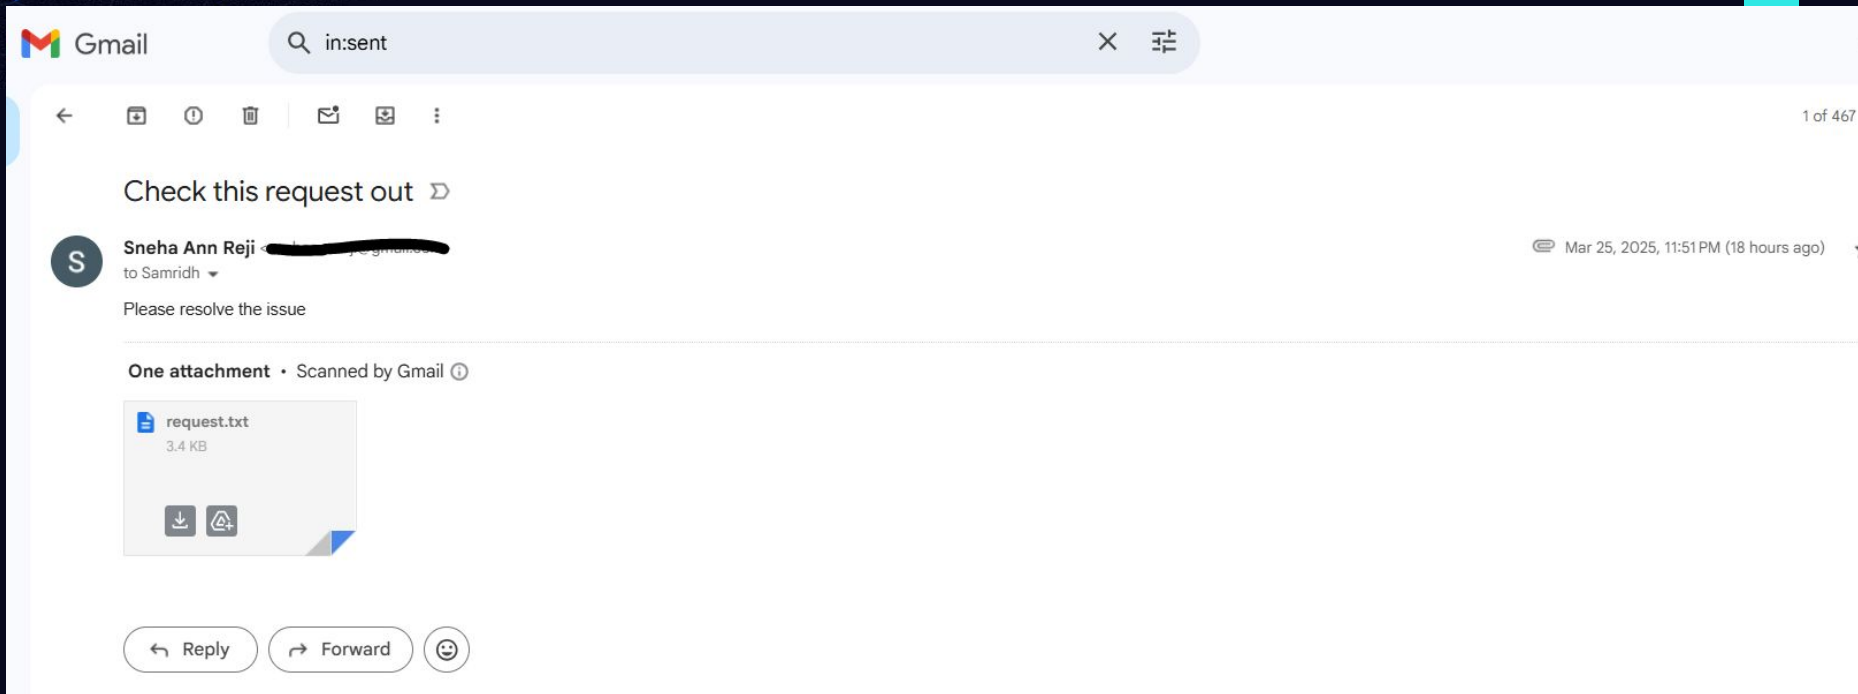 Gmail
in:sent
1 of 467
Check this request out
Sneha Ann Reji
Mar 25, 2025, 11:51 PM (18 hours ago)
to Samridh
Please resolve the issue
One attachment • Scanned by Gmail
request.txt
3.4 KB
Reply
Forward